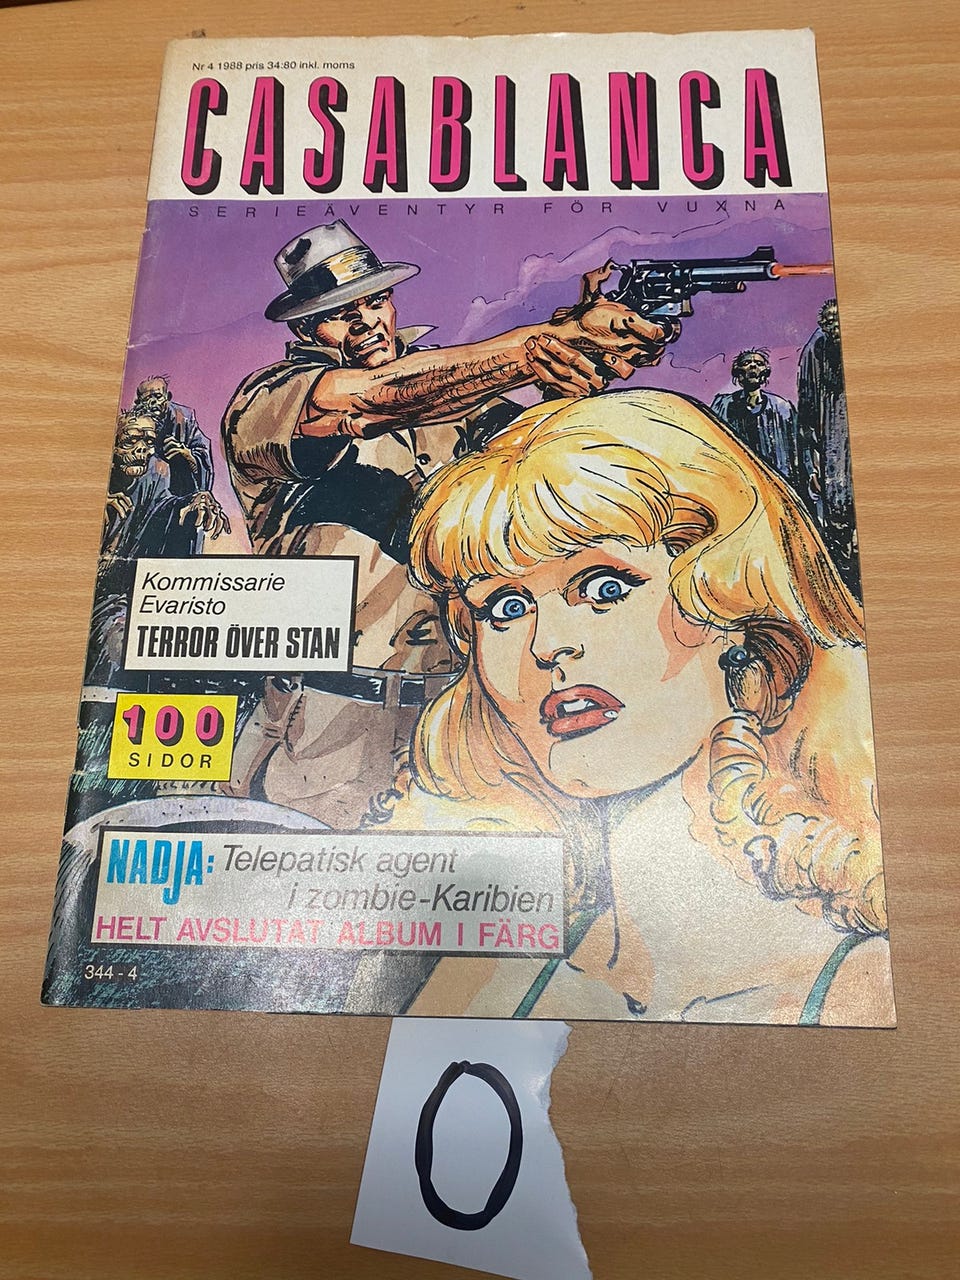 Nr 4 1988 pris 34:80 inkl. moms
CASABLANCA
SERIEÄVENTYR FÖR VUXNA
Kommissarie
Evaristo
TERROR ÖVER STAN
100
SIDOR
NADJA: Telepatisk agent
i zombie-Karibien
HELT AVSLUTAT ALBUM I FÄRG
344-4
0